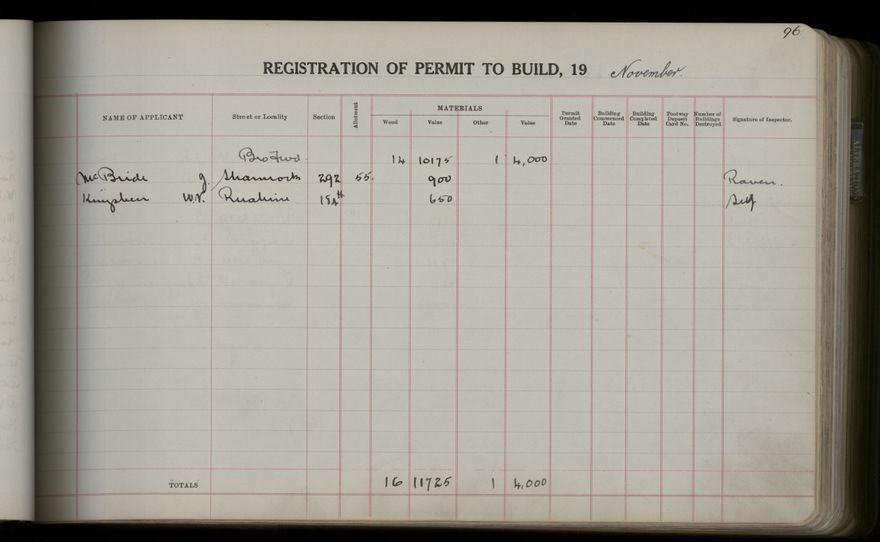 96
REGISTRATION OF PERMIT TO BUILD, 19 November.
MATERIALS
NAME OF APPLICANT Street or Locality Section Allotment Wood Value Other Value Permit Granted Date Building Commenced Date Building Completed Date Footway Deposit Card No. Number of Buildings Destroyed Signature of Inspector.
Bro Fwd. 14 10175 1 4,000
McBride J. Shamrock 292 55. 900 Raven.
W.V. Ruahine 650 Self
TOTALS 16 11725 1 4,000